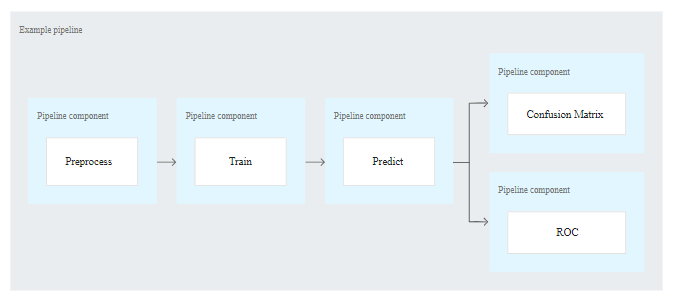 Example pipeline
Pipeline component
Preprocess
Pipeline component
Train
Pipeline component
Predict
Pipeline component
Confusion Matrix
Pipeline component
ROC